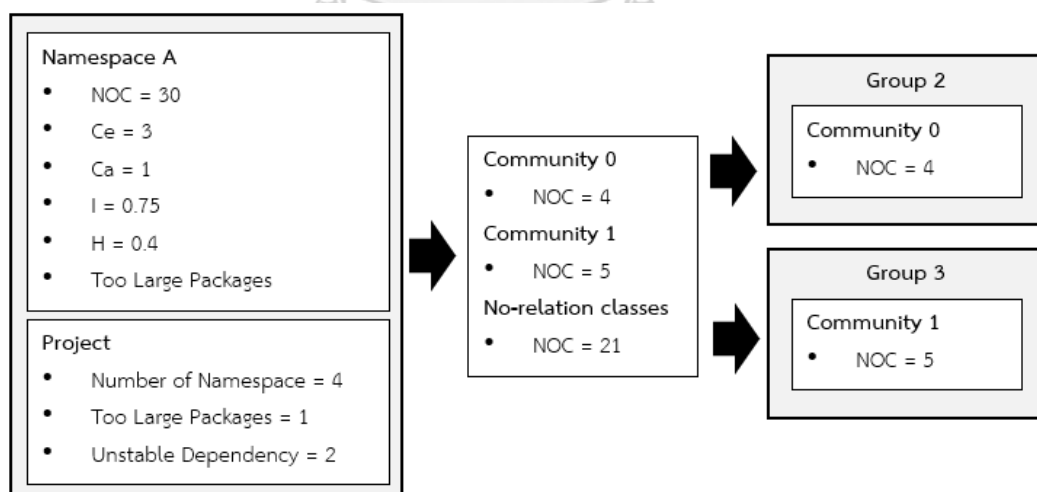 Namespace A
• NOC = 30
• Ce = 3
• Ca = 1
• I = 0.75
• H = 0.4
• Too Large Packages
Project
• Number of Namespace = 4
• Too Large Packages = 1
• Unstable Dependency = 2
Community 0
• NOC = 4
Community 1
• NOC = 5
No-relation classes
• NOC = 21
Group 2
Community 0
• NOC = 4
Group 3
Community 1
• NOC = 5